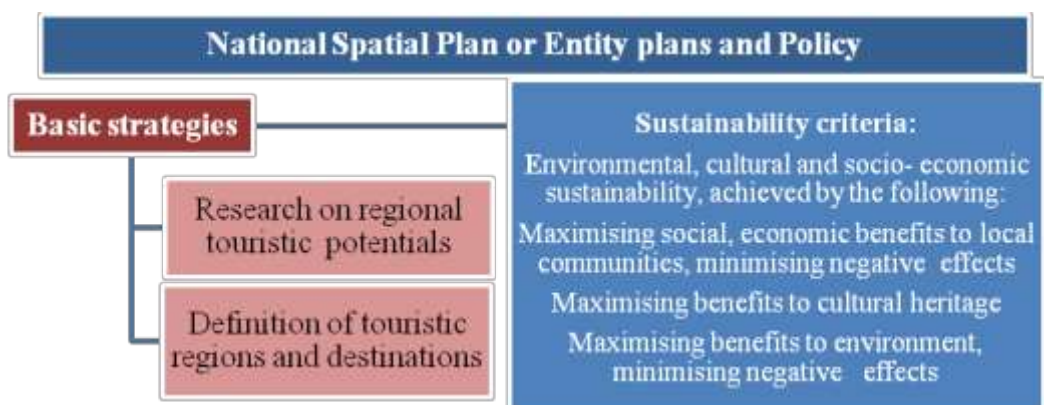 National Spatial Plan or Entity plans and Policy
Basic strategies
Research on regional
touristic potentials
Definition of touristic
regions and destinations
Sustainability criteria:
Environmental, cultural and socio- economic
sustainability, achieved by the following:
Maximising social, economic benefits to local
communities, minimising negative effects
Maximising benefits to cultural heritage
Maximising benefits to environment,
minimising negative effects